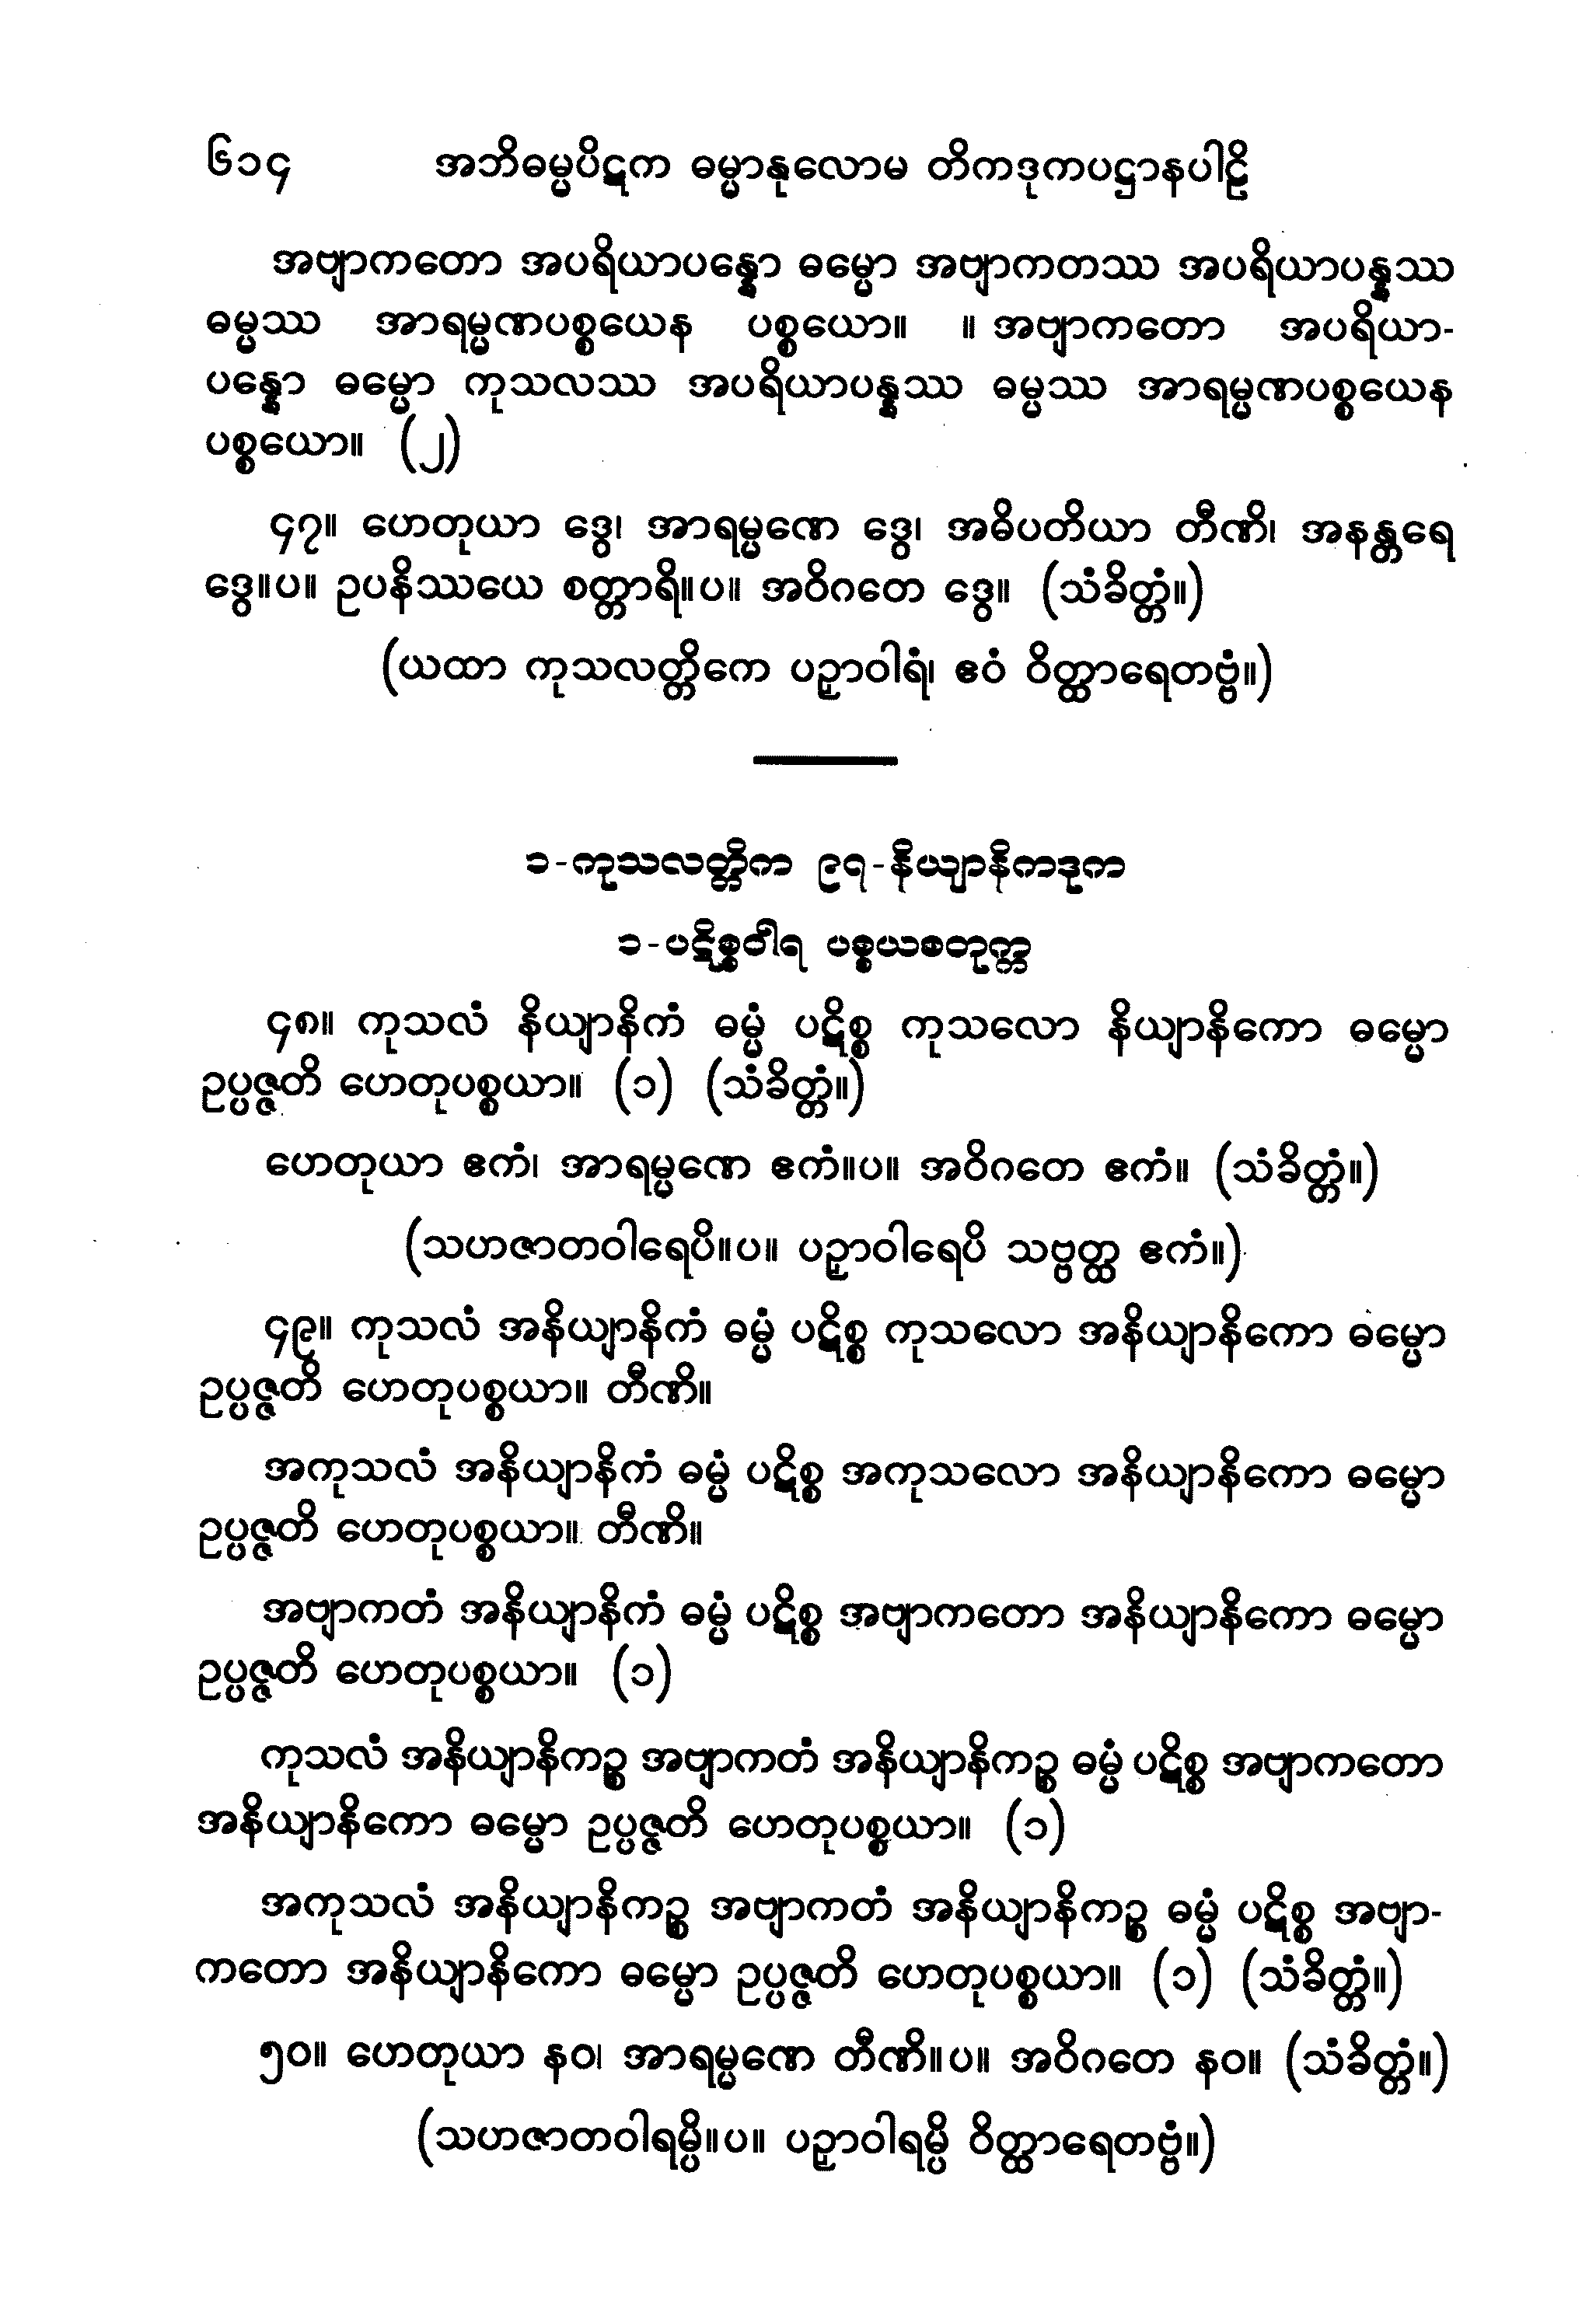 ၆၁၄ အဘိဓမ္မပိဋက ဓမ္မာနုလောမ တိကဒုကပဋ္ဌာနပါဠိ
အဗျာကတော အပရိယာပန္နော ဓမ္မော အဗျာကတဿ အပရိယာပန္နဿ
ဓမ္မဿ အာရမ္မဏပစ္စယေန ပစ္စယော။ ။ အဗျာကတော အပရိယာ-
ပန္နော ဓမ္မော ကုသလဿ အပရိယာပန္နဿ ဓမ္မဿ အာရမ္မဏပစ္စယေန
ပစ္စယော။ (၂)
၄၇။ ဟေတုယာ ဒွေ၊ အာရမ္မဏေ ဒွေ၊ အဓိပတိယာ တီဏိ၊ အနန္တရေ
ဒွေ။ပ။ ဥပနိဿယေ စတ္တာရိ။ပ။ အဝိဂတေ ဒွေ။ (သံခိတ္တံ။)
(ယထာ ကုသလတ္တိကေ ပဉှာဝါရံ၊ ဧဝံ ဝိတ္ထာရေတဗ္ဗံ။)
၁-ကုသလတ္တိက ၉၇-နိယျာနိကဒုက
၁-ပဋိစ္စဝါရ ပစ္စယစတုက္က
၄၈။ ကုသလံ နိယျာနိကံ ဓမ္မံ ပဋိစ္စ ကုသလော နိယျာနိကော ဓမ္မော
ဥပ္ပဇ္ဇတိ ဟေတုပစ္စယာ။ (၁) (သံခိတ္တံ။)
ဟေတုယာ ဧကံ၊ အာရမ္မဏေ ဧကံ။ပ။ အဝိဂတေ ဧကံ။ (သံခိတ္တံ။)
(သဟဇာတဝါရေပိ။ပ။ ပဉှာဝါရေပိ သဗ္ဗတ္ထ ဧကံ။)
၄၉။ ကုသလံ အနိယျာနိကံ ဓမ္မံ ပဋိစ္စ ကုသလော အနိယျာနိကော ဓမ္မော
ဥပ္ပဇ္ဇတိ ဟေတုပစ္စယာ။ တီဏိ။
အကုသလံ အနိယျာနိကံ ဓမ္မံ ပဋိစ္စ အကုသလော အနိယျာနိကော ဓမ္မော
ဥပ္ပဇ္ဇတိ ဟေတုပစ္စယာ။ တီဏိ။
အဗျာကတံ အနိယျာနိကံ ဓမ္မံ ပဋိစ္စ အဗျာကတော အနိယျာနိကော ဓမ္မော
ဥပ္ပဇ္ဇတိ ဟေတုပစ္စယာ။ (၁)
ကုသလံ အနိယျာနိကဉ္စ အဗျာကတံ အနိယျာနိကဉ္စ ဓမ္မံ ပဋိစ္စ အဗျာကတော
အနိယျာနိကော ဓမ္မော ဥပ္ပဇ္ဇတိ ဟေတုပစ္စယာ။ (၁)
အကုသလံ အနိယျာနိကဉ္စ အဗျာကတံ အနိယျာနိကဉ္စ ဓမ္မံ ပဋိစ္စ အဗျာ-
ကတော အနိယျာနိကော ဓမ္မော ဥပ္ပဇ္ဇတိ ဟေတုပစ္စယာ။ (၁) (သံခိတ္တံ။)
၅၀။ ဟေတုယာ နဝ၊ အာရမ္မဏေ တီဏိ။ပ။ အဝိဂတေ နဝ။ (သံခိတ္တံ။)
(သဟဇာတဝါရမ္ပိ။ပ။ ပဉှာဝါရမ္ပိ ဝိတ္ထာရေတဗ္ဗံ။)